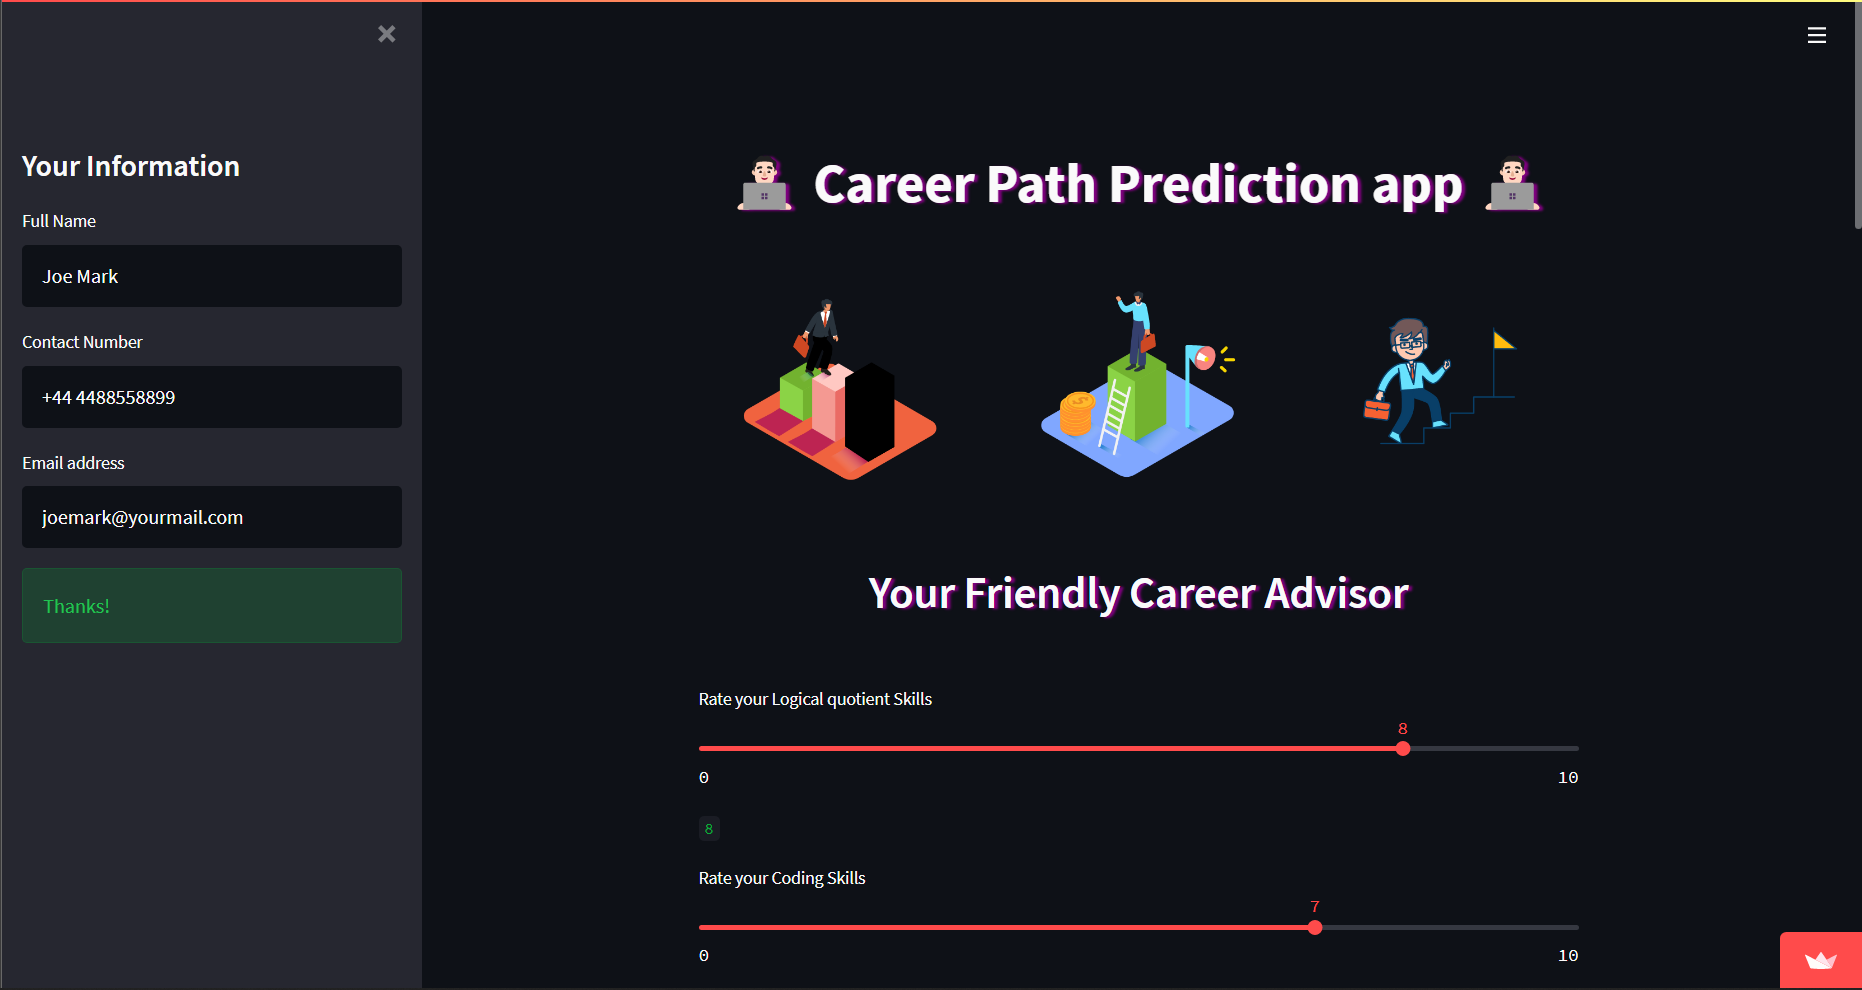 Your Information
Full Name
Joe Mark
Contact Number
+44 4488558899
Email address
joemark@yourmail.com
Thanks!
Career Path Prediction app
Your Friendly Career Advisor
Rate your Logical quotient Skills
8
0 10
8
Rate your Coding Skills
7
0 10